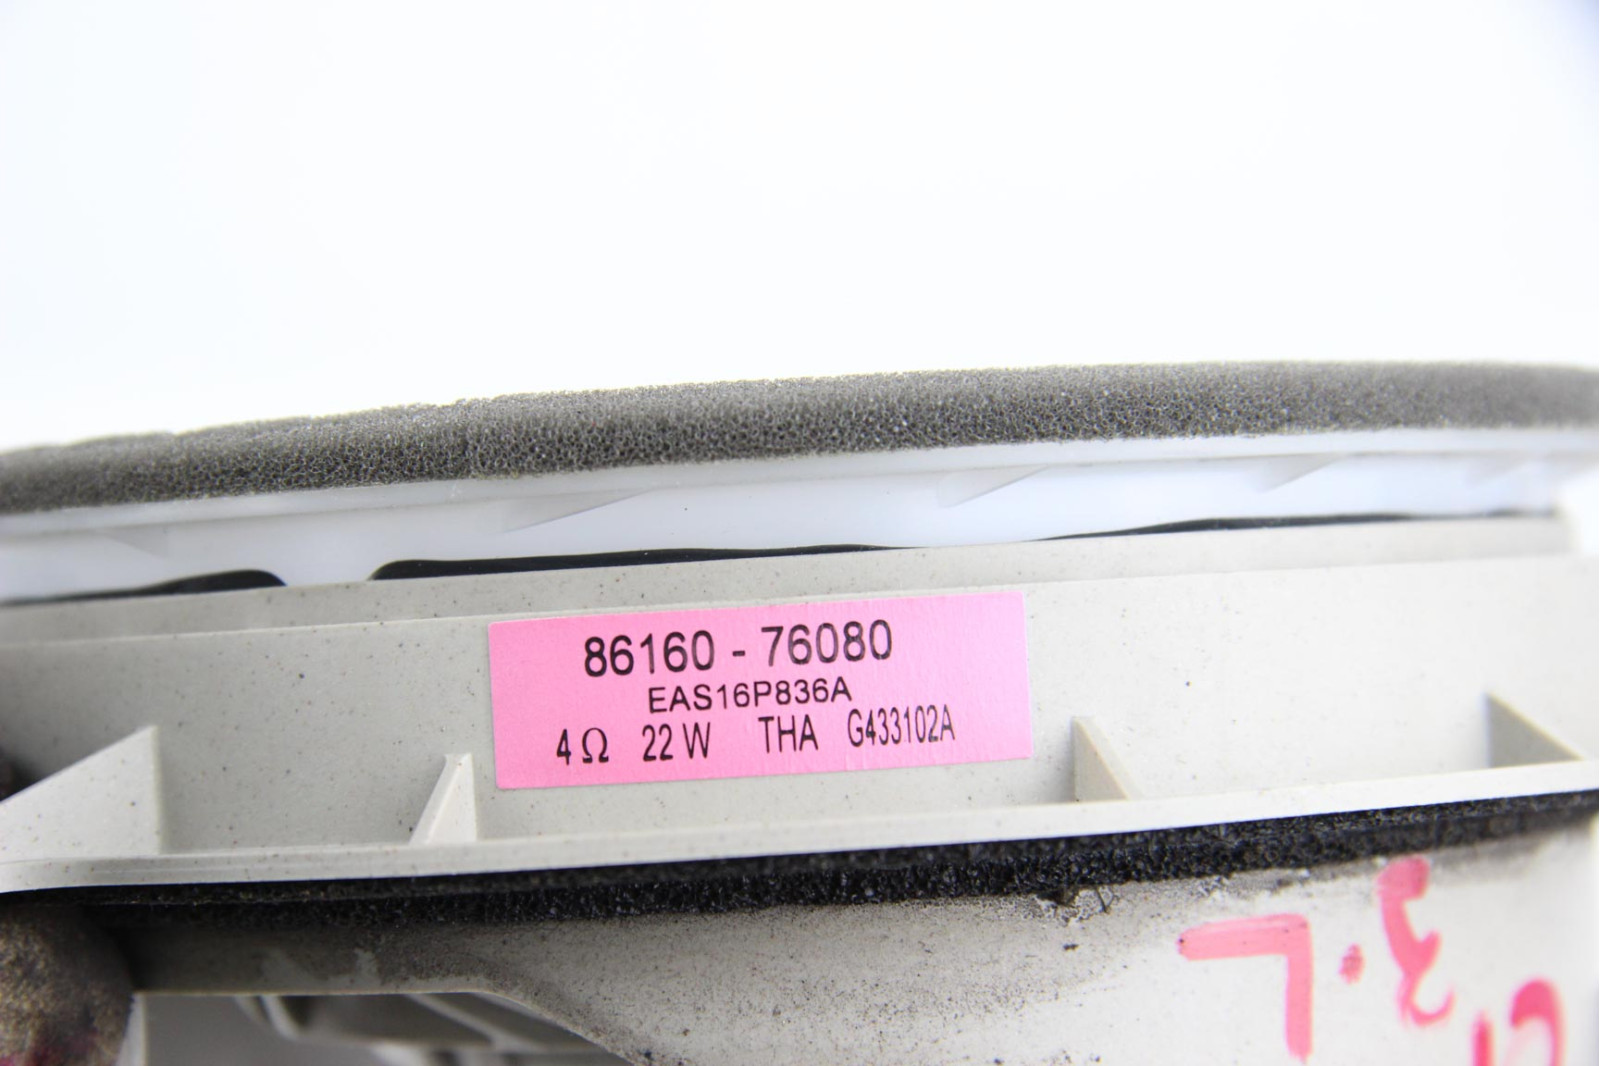 86160 - 76080
EAS16P836A
4Ω 22W THA G433102A